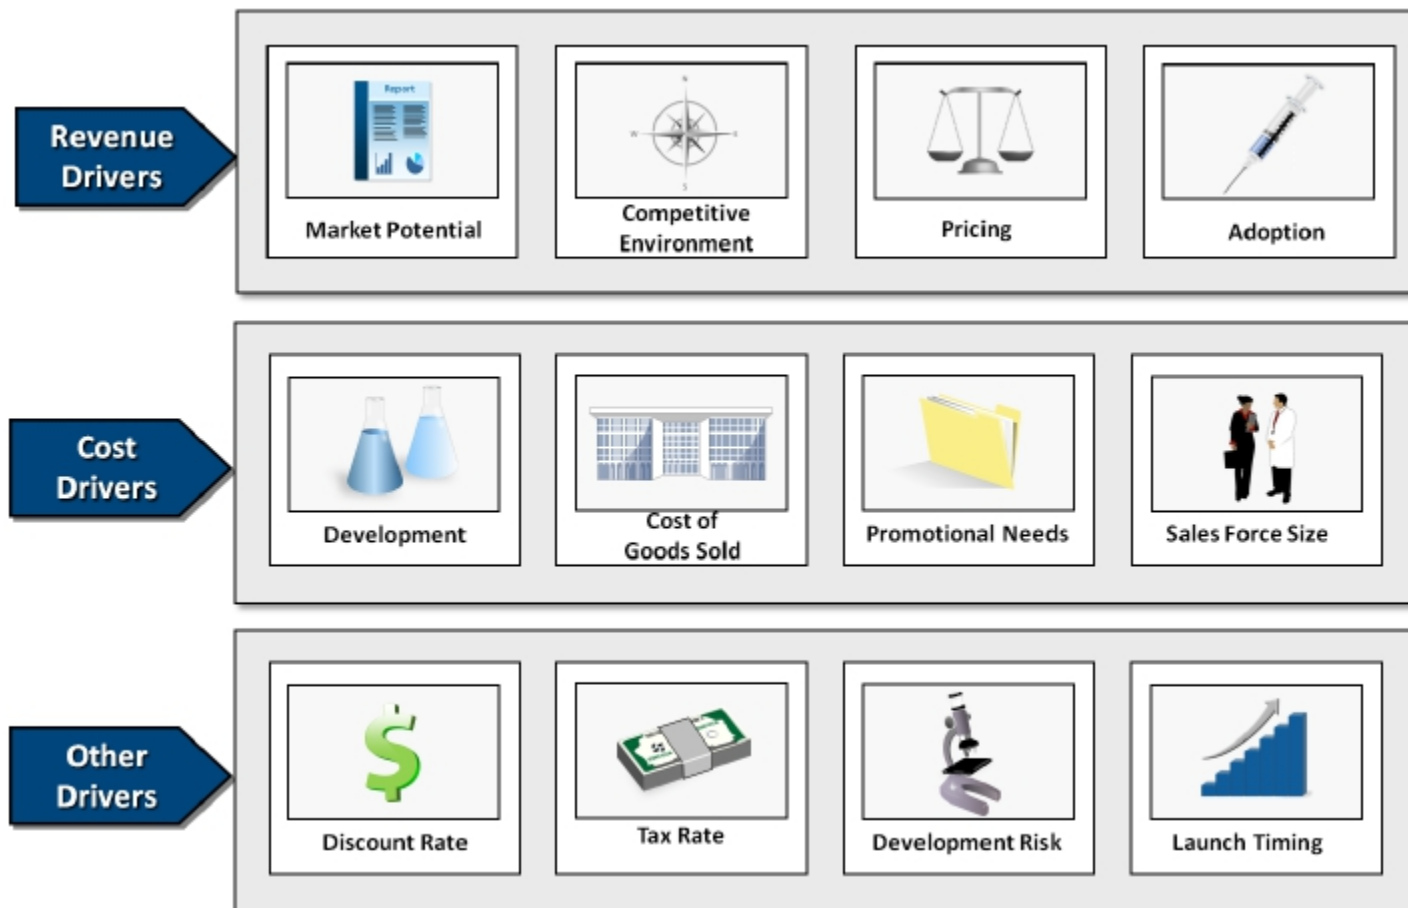 Revenue
Drivers
Report
Market Potential
N
W
E
S
Competitive
Environment
Pricing
Adoption
Cost
Drivers
Development
Cost of
Goods Sold
Promotional Needs
Sales Force Size
Other
Drivers
$
Discount Rate
Tax Rate
Development Risk
Launch Timing